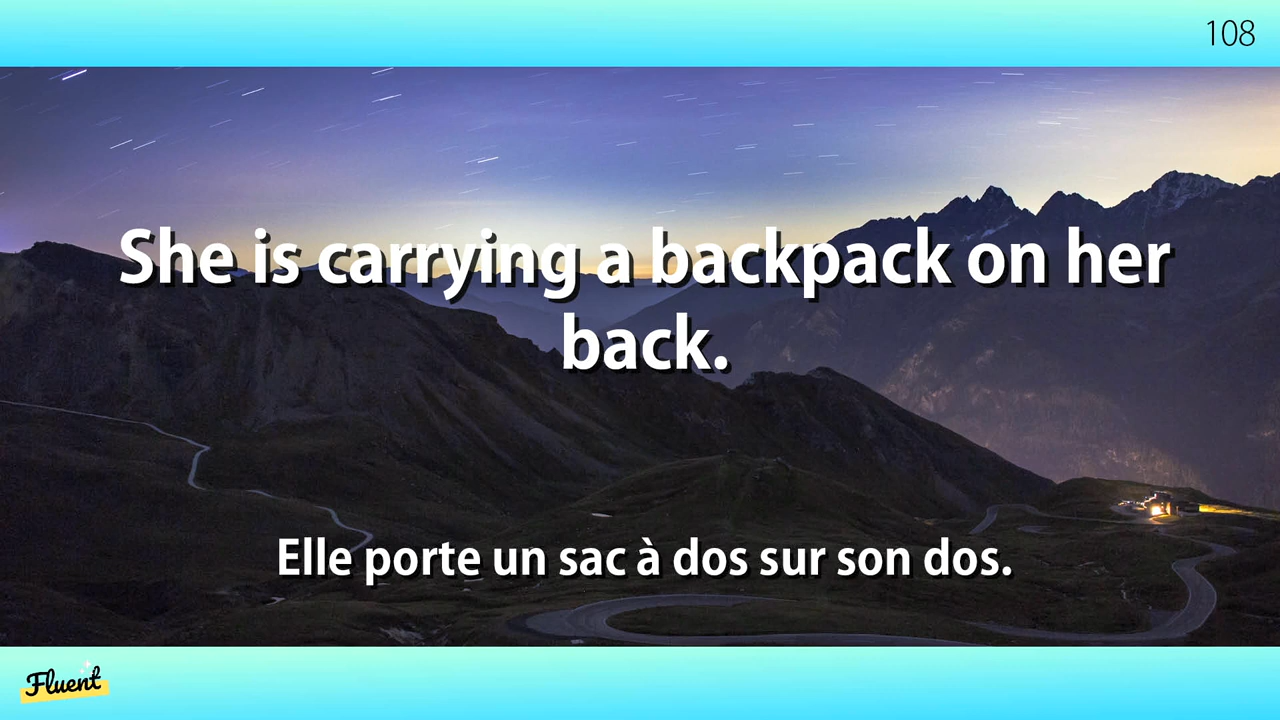 108
She is carrying a backpack on her
back.
Elle porte un sac à dos sur son dos.
Fluent